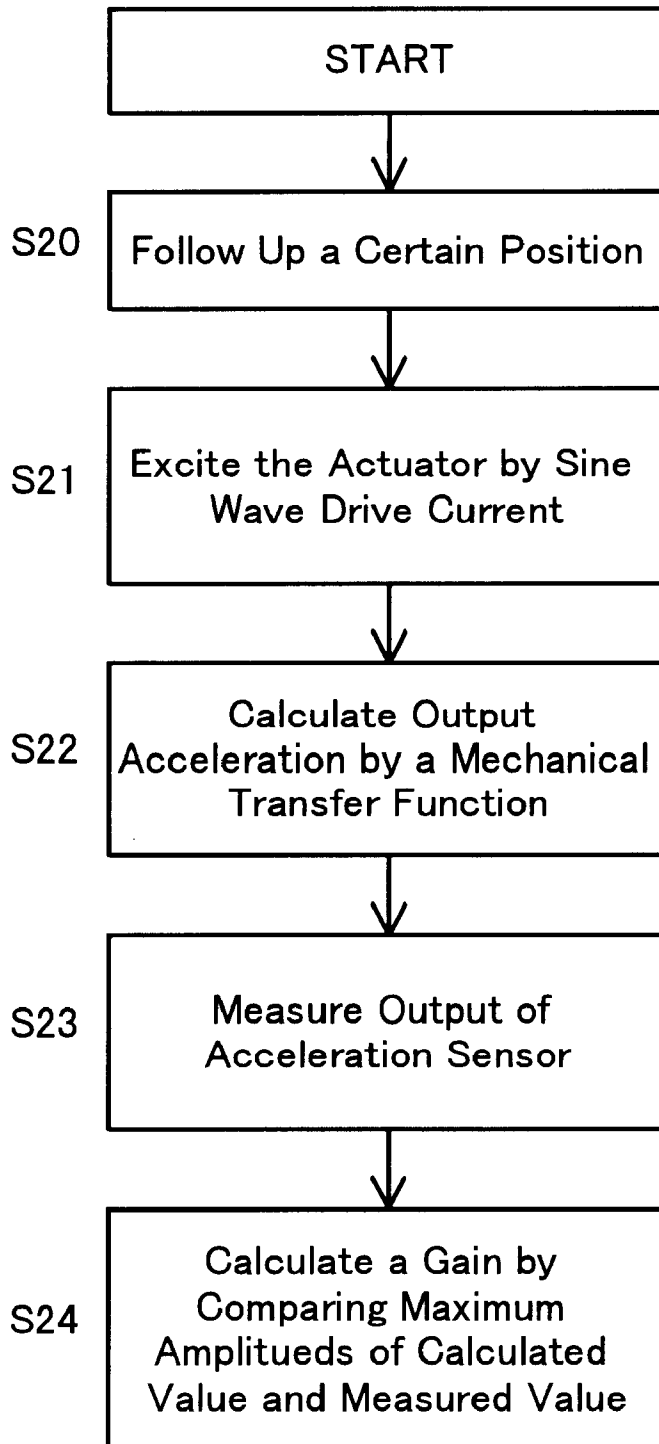 START
S20
Follow Up a Certain Position
S21
Excite the Actuator by Sine
Wave Drive Current
S22
Calculate Output
Acceleration by a Mechanical
Transfer Function
S23
Measure Output of
Acceleration Sensor
S24
Calculate a Gain by
Comparing Maximum
Amplitueds of Calculated
Value and Measured Value